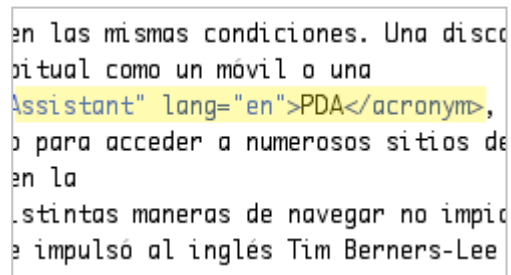 en las mismas condiciones. Una disc
bitual como un móvil o una
Assistant" lang="en">PDA</acronym>,
para acceder a numerosos sitios de
en la
stintas maneras de navegar no impi
impulsó al inglés Tim Berners-Lee